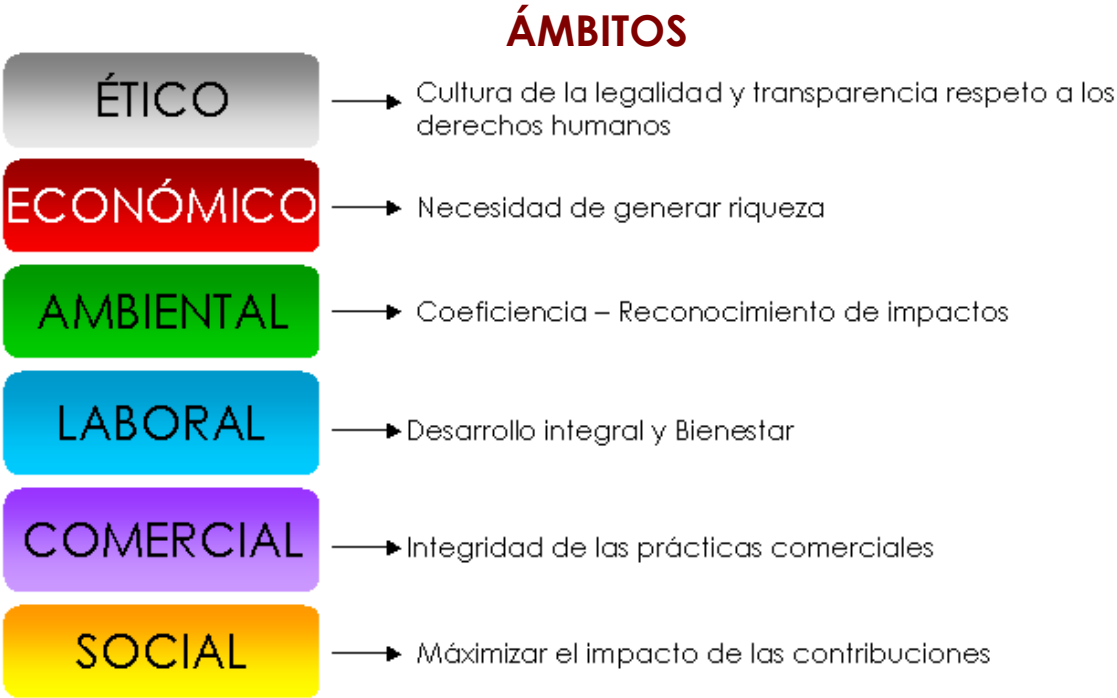 ÁMBITOS
ÉTICO
Cultura de la legalidad y transparencia respeto a los
derechos humanos
ECONÓMICO
Necesidad de generar riqueza
AMBIENTAL
Coeficiencia – Reconocimiento de impactos
LABORAL
Desarrollo integral y Bienestar
COMERCIAL
Integridad de las prácticas comerciales
SOCIAL
Máximizar el impacto de las contribuciones